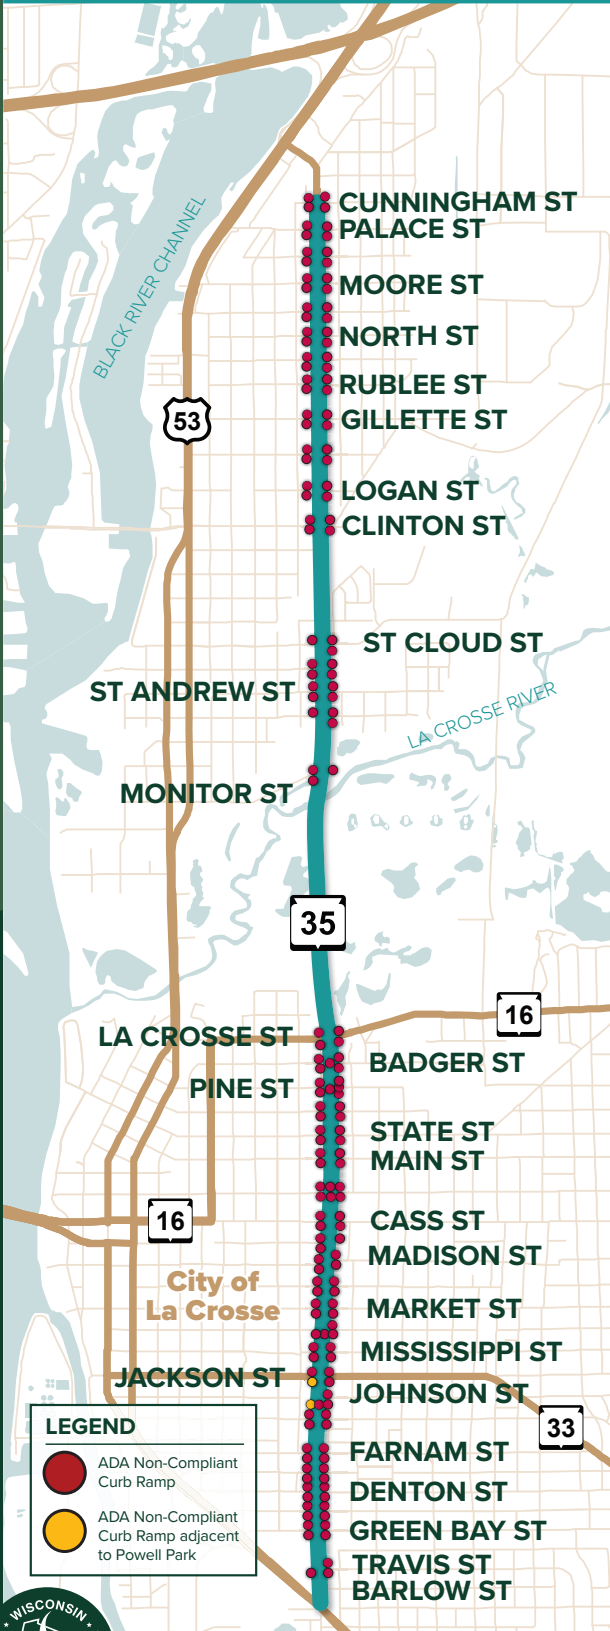 CUNNINGHAM ST
PALACE ST
BLACK RIVER CHANNEL
MOORE ST
NORTH ST
RUBLEE ST
53
GILLETTE ST
LOGAN ST
CLINTON ST
ST CLOUD ST
ST ANDREW ST
LA CROSSE RIVER
MONITOR ST
35
16
LA CROSSE ST
BADGER ST
PINE ST
STATE ST
MAIN ST
16
CASS ST
MADISON ST
City of
La Crosse
MARKET ST
MISSISSIPPI ST
JACKSON ST
JOHNSON ST
33
LEGEND
ADA Non-Compliant
Curb Ramp
ADA Non-Compliant
Curb Ramp adjacent
to Powell Park
FARNAM ST
DENTON ST
GREEN BAY ST
TRAVIS ST
BARLOW ST
WISCONSIN